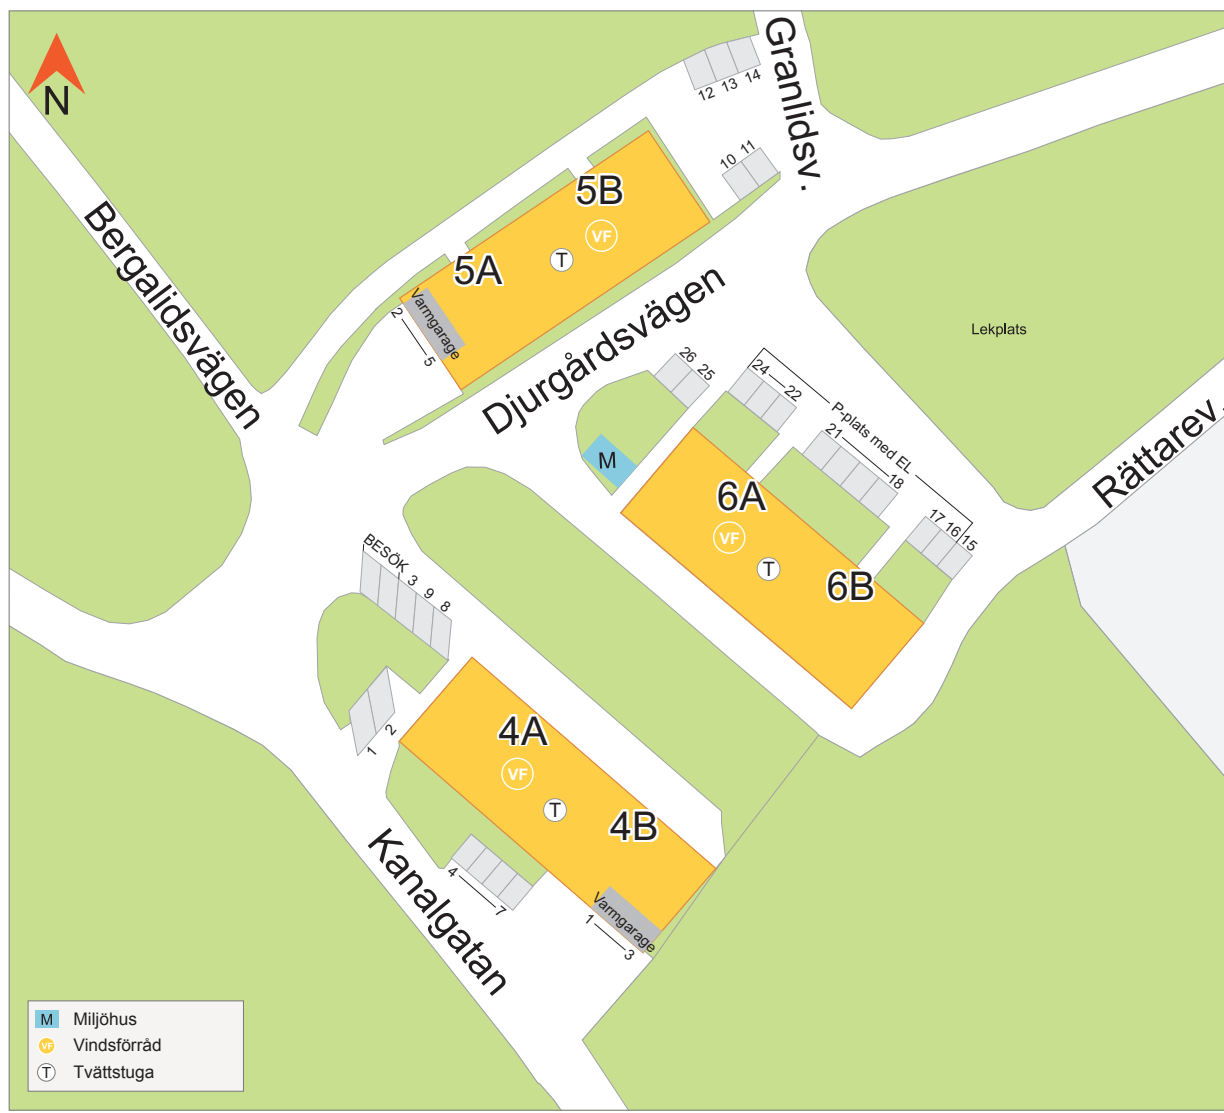 N
Granlidsv.
12 13 14
10 11
Bergalidsvägen
5B
VF
T
5A
Varmgarage
2 5
Djurgårdsvägen
Lekplats
26 25
24 22
P-plats med EL
21 18
17 16 15
Rättarev.
M
6A
VF
T
6B
BESÖK 3 9 8
1 2
4A
VF
T
4B
4 7
Varmgarage
1 3
Kanalgatan
M Miljöhus
VF Vindsförråd
T Tvättstuga